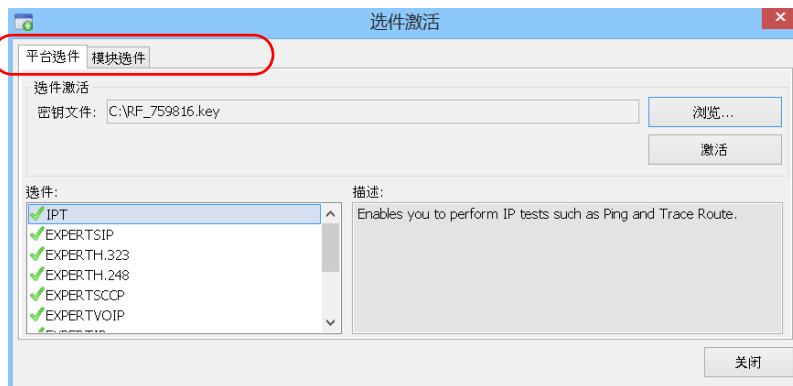 选件激活
平台选件 模块选件
选件激活
密钥文件: C:\RF_759816.key 浏览...
激活
选件: 描述:
IPT Enables you to perform IP tests such as Ping and Trace Route.
EXPERTSIP
EXPERTH.323
EXPERTH.248
EXPERTSCCP
EXPERTVOIP
关闭